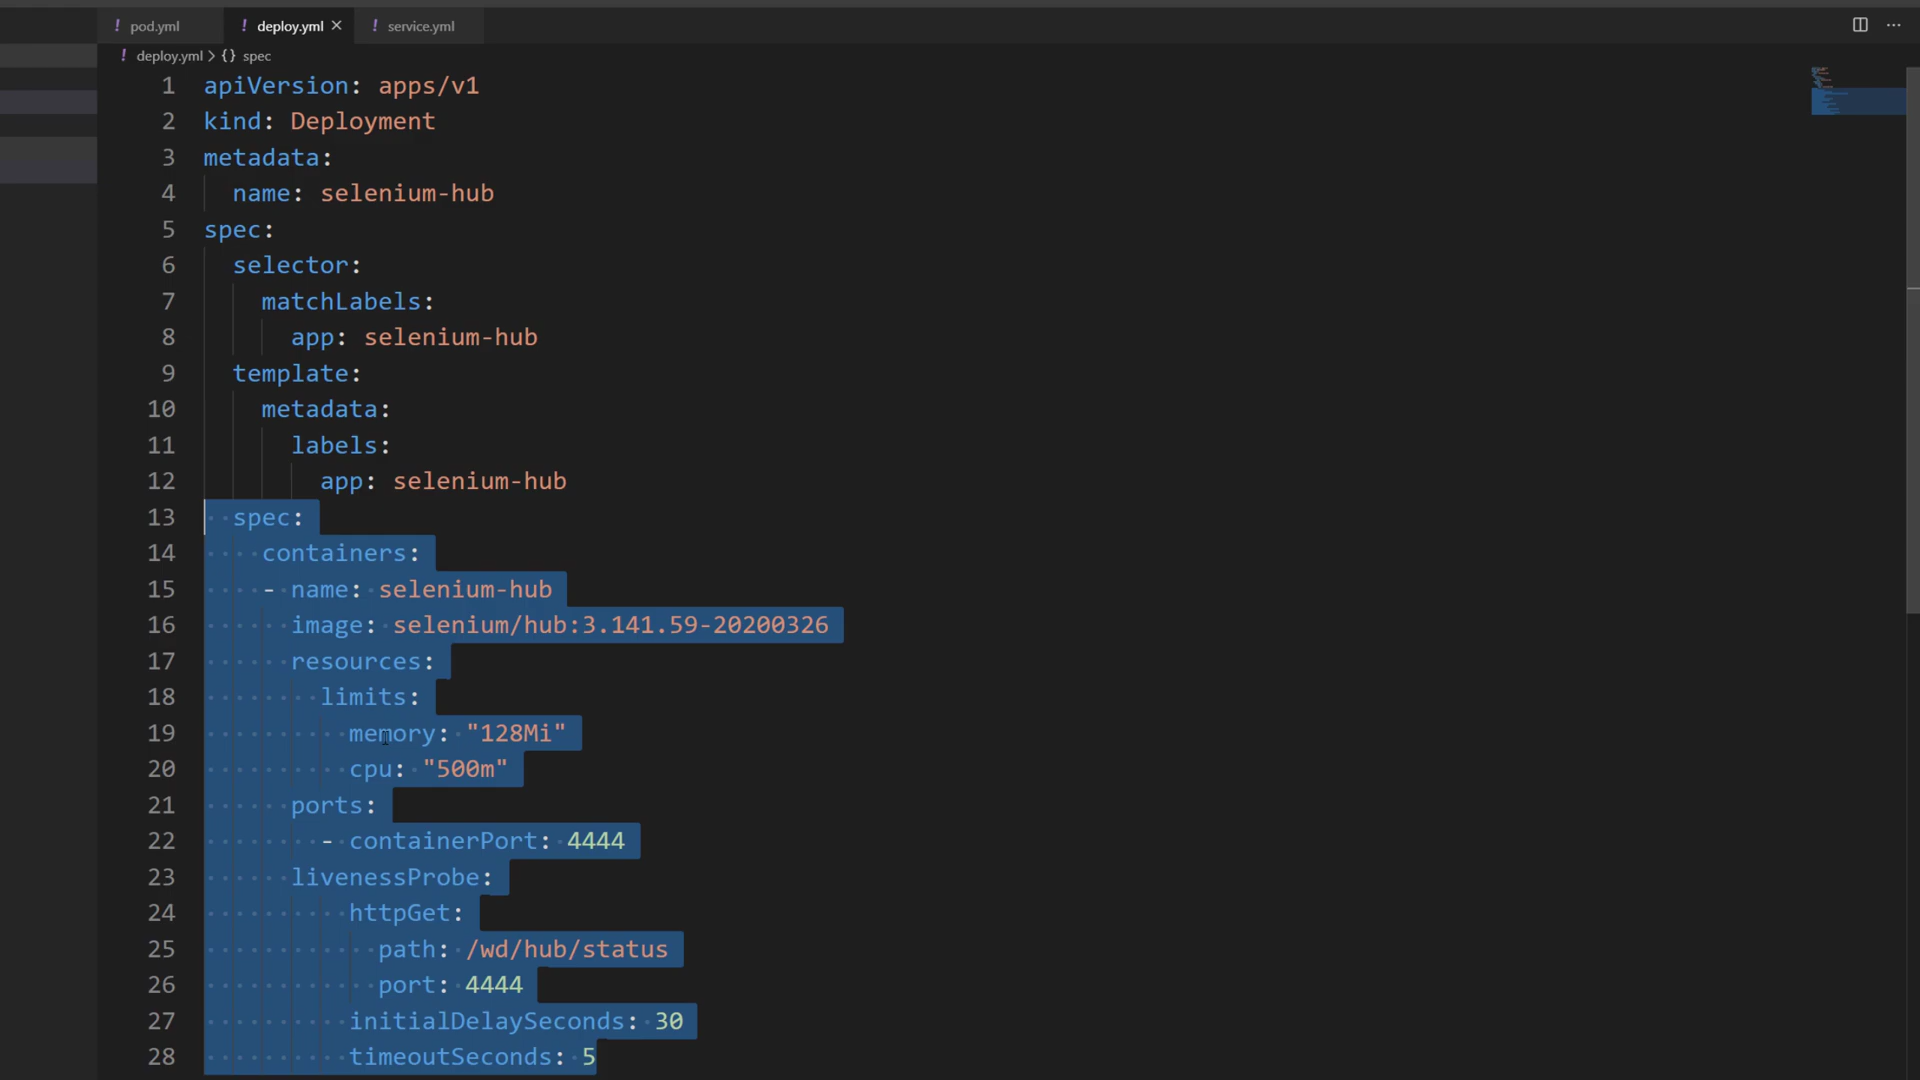 ! pod.yml ! deploy.yml × ! service.yml ...
! deploy.yml > {} spec
1 apiVersion: apps/v1
2 kind: Deployment
3 metadata:
4   name: selenium-hub
5 spec:
6   selector:
7     matchLabels:
8       app: selenium-hub
9   template:
10     metadata:
11       labels:
12         app: selenium-hub
13   spec:
14     containers:
15     - name: selenium-hub
16       image: selenium/hub:3.141.59-20200326
17       resources:
18         limits:
19           memory: "128Mi"
20           cpu: "500m"
21       ports:
22         - containerPort: 4444
23       livenessProbe:
24           httpGet:
25             path: /wd/hub/status
26             port: 4444
27           initialDelaySeconds: 30
28           timeoutSeconds: 5